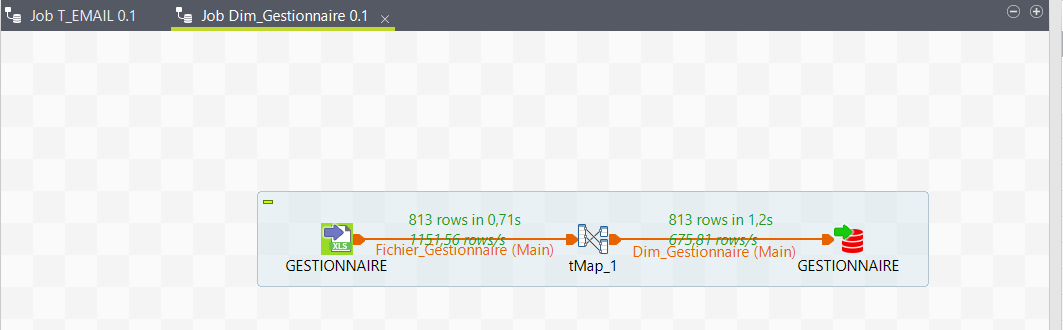 Job T_EMAIL 0.1
Job Dim_Gestionnaire 0.1
813 rows in 0,71s
1151,56 rows/s
Fichier_Gestionnaire (Main)
813 rows in 1,2s
675,81 rows/s
Dim_Gestionnaire (Main)
XLS
GESTIONNAIRE
tMap_1
GESTIONNAIRE